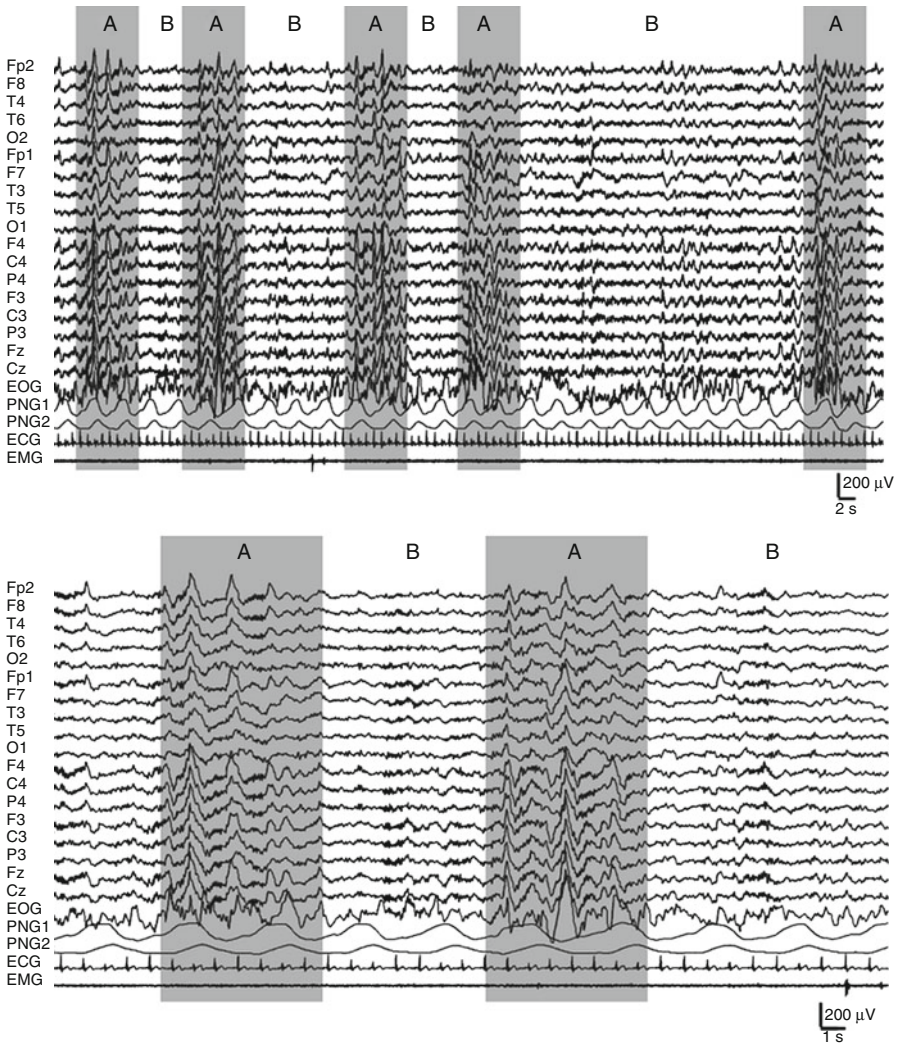 A B A B A B A B A
Fp2
F8
T4
T6
O2
Fp1
F7
T3
T5
O1
F4
C4
P4
F3
C3
P3
Fz
Cz
EOG
PNG1
PNG2
ECG
EMG
200 μV
2 s
A B A B
Fp2
F8
T4
T6
O2
Fp1
F7
T3
T5
O1
F4
C4
P4
F3
C3
P3
Fz
Cz
EOG
PNG1
PNG2
ECG
EMG
200 μV
1 s